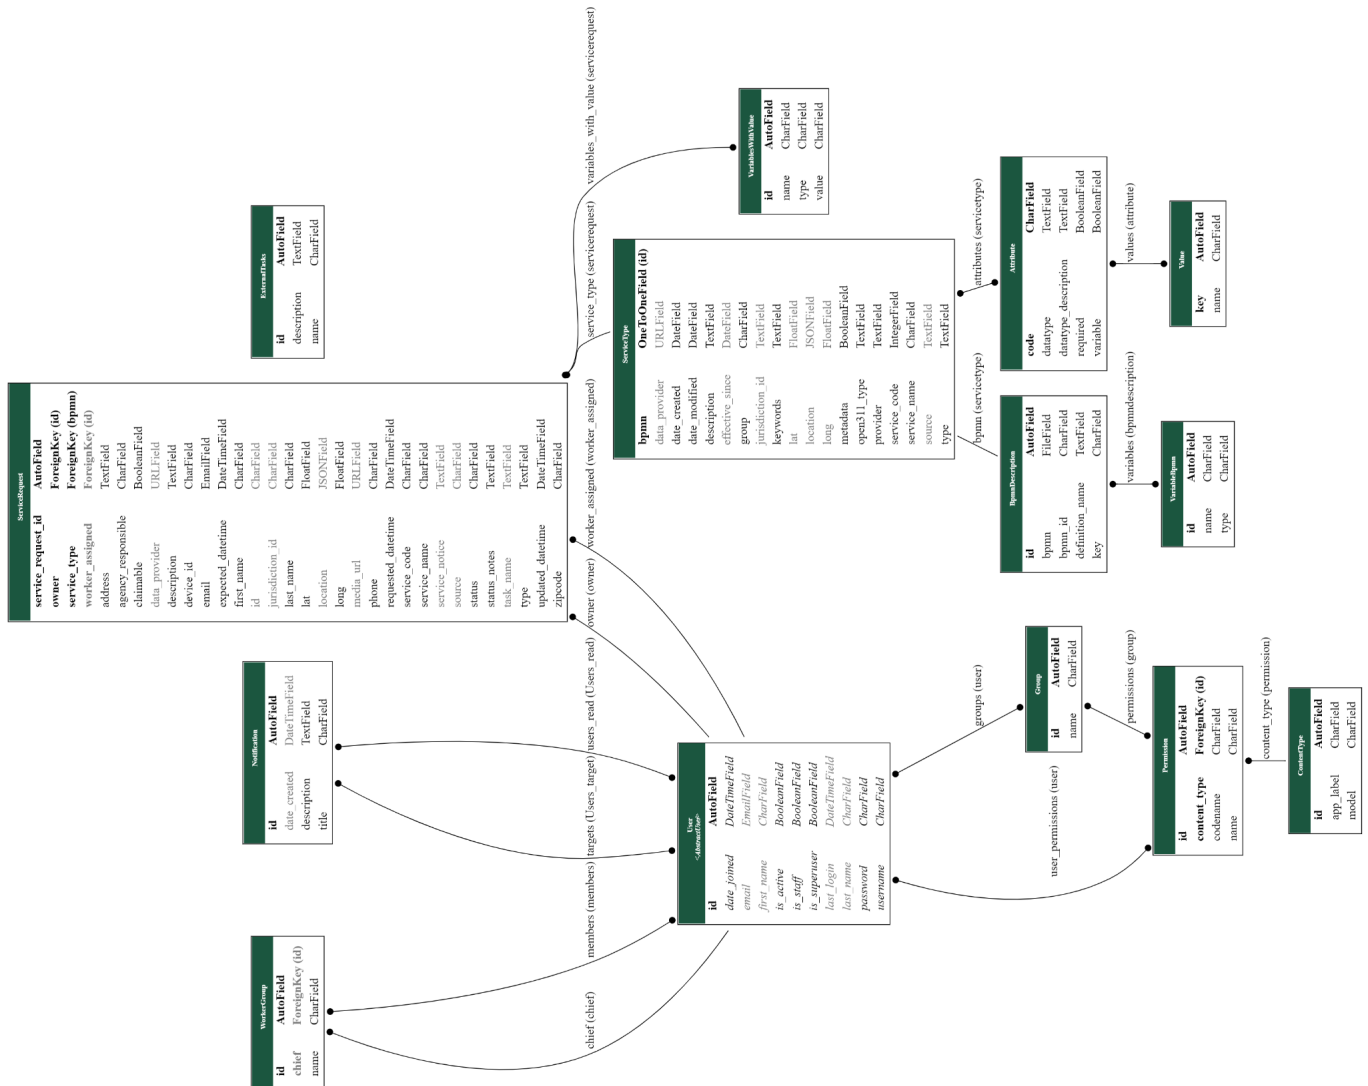 ServiceRequest
service_request_id AutoField
owner ForeignKey (id)
service_type ForeignKey (bpmn)
worker_assigned ForeignKey (id)
address TextField
agency_responsible CharField
claimable BooleanField
data_provider URLField
description TextField
device_id CharField
email EmailField
expected_datetime DateTimeField
first_name CharField
id CharField
jurisdiction_id CharField
last_name CharField
lat FloatField
location JSONField
long FloatField
media_url URLField
phone CharField
requested_datetime DateTimeField
service_code CharField
service_name CharField
service_notice TextField
source CharField
status CharField
status_notes TextField
task_name TextField
type TextField
updated_datetime DateTimeField
zipcode CharField
ExternalTasks
id AutoField
description TextField
name CharField
Notification
id AutoField
date_created DateTimeField
description TextField
title CharField
WorkerGroup
id AutoField
chief ForeignKey (id)
name CharField
chief (chief)
members (members)
targets (Users_target)
users_read (Users_read)
owner (owner)
worker_assigned (worker_assigned)
service_type (servicerequest)
variables_with_value (servicerequest)
VariablesWithValue
id AutoField
name CharField
type CharField
value CharField
ServiceType
bpmn OneToOneField (id)
data_provider URLField
date_created DateField
date_modified DateField
description TextField
effective_since DateField
group CharField
jurisdiction_id TextField
keywords TextField
lat FloatField
location JSONField
long FloatField
metadata BooleanField
open311_type TextField
provider TextField
service_code IntegerField
service_name CharField
source TextField
type TextField
User
<AbstractUser>
id AutoField
date_joined DateTimeField
email EmailField
first_name CharField
is_active BooleanField
is_staff BooleanField
is_superuser BooleanField
last_login DateTimeField
last_name CharField
password CharField
username CharField
attributes (servicetype)
bpmn (servicetype)
groups (user)
user_permissions (user)
Attribute
code CharField
datatype TextField
datatype_description TextField
required BooleanField
variable BooleanField
BpmnDescription
id AutoField
bpmn FileField
bpmn_id CharField
definition_name TextField
key CharField
Group
id AutoField
name CharField
values (attribute)
variables (bpmndescription)
permissions (group)
Value
key AutoField
name CharField
VariableBpmn
id AutoField
name CharField
type CharField
Permission
id AutoField
content_type ForeignKey (id)
codename CharField
name CharField
content_type (permission)
ContentType
id AutoField
app_label CharField
model CharField